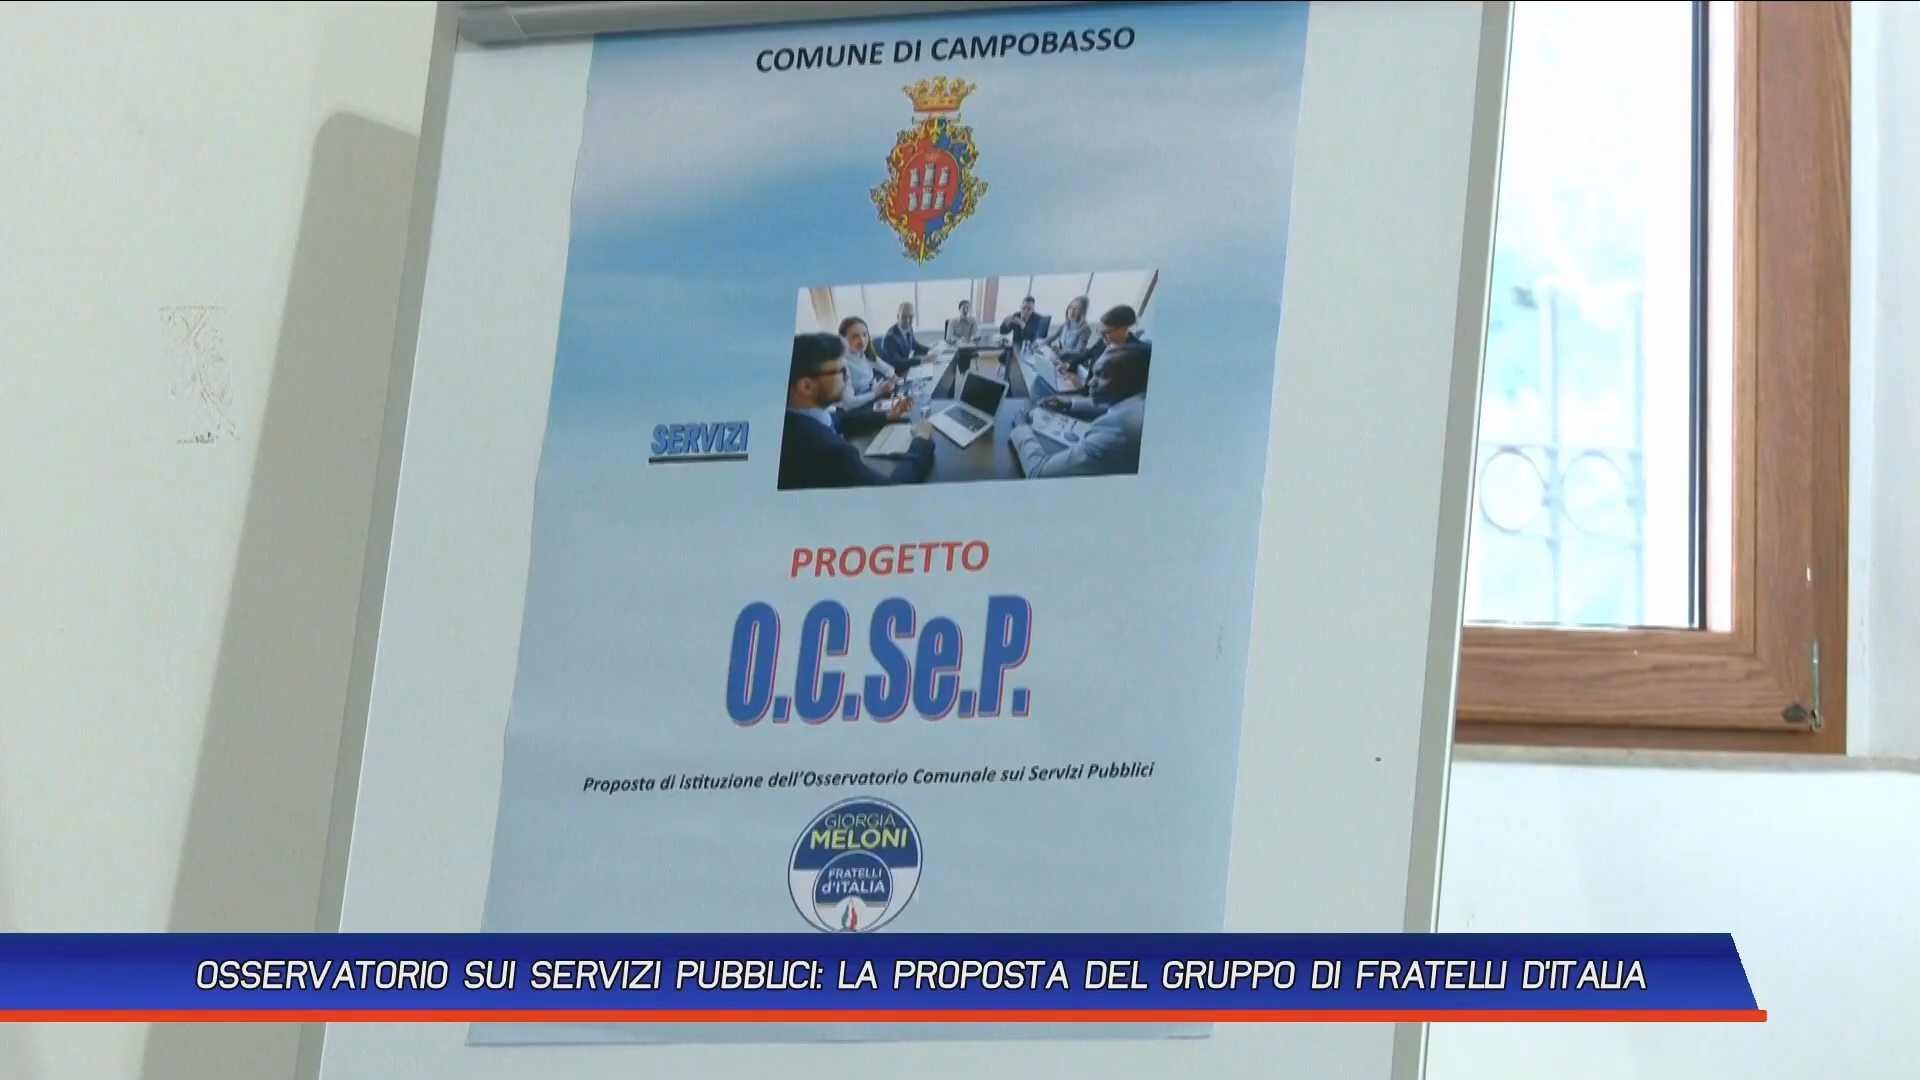 COMUNE DI CAMPOBASSO
SERVIZI
PROGETTO
O.C.Se.P.
Proposta di istituzione dell'Osservatorio Comunale sui Servizi Pubblici
GIORGIA
MELONI
FRATELLI
d'ITALIA
OSSERVATORIO SUI SERVIZI PUBBLICI: LA PROPOSTA DEL GRUPPO DI FRATELLI D'ITALIA